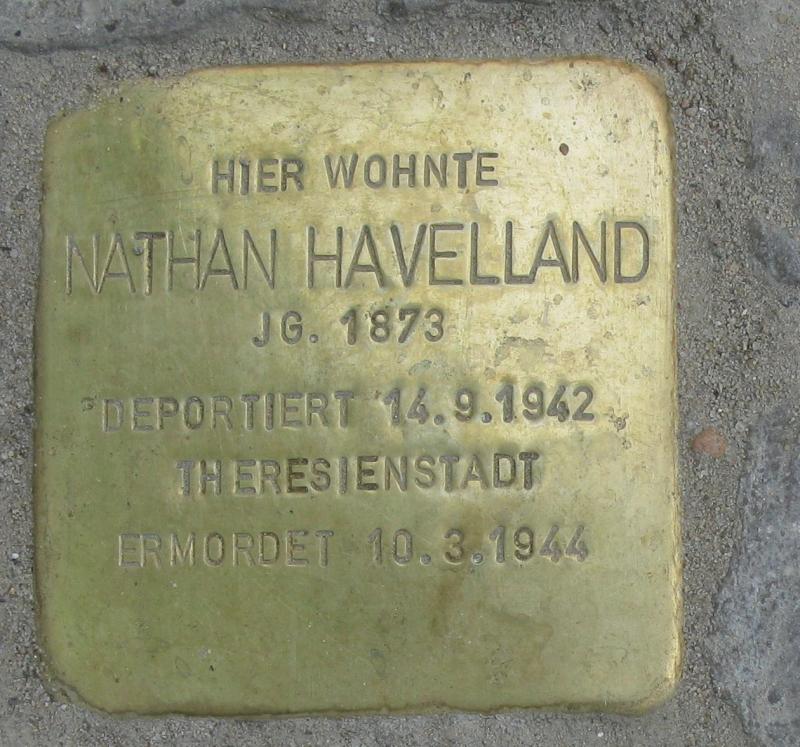 HIER WOHNTE
NATHAN HAVELLAND
JG. 1873
DEPORTIERT 14.9.1942
THERESIENSTADT
ERMORDET 10.3.1944